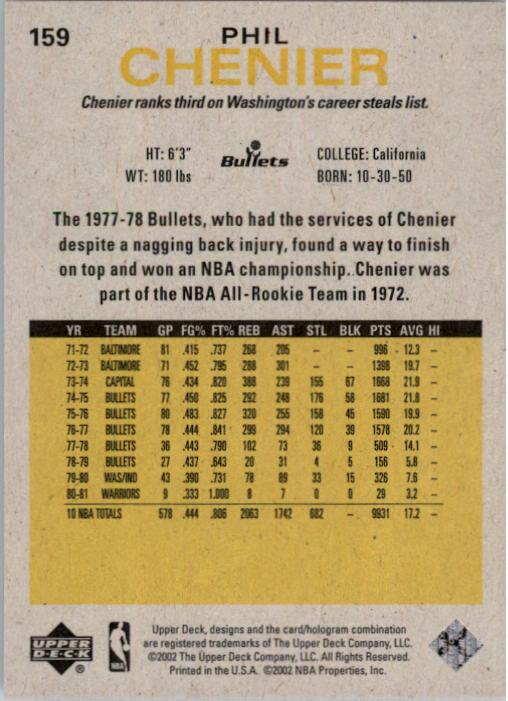 159
PHIL
CHENIER
Chenier ranks third on Washington's career steals list.
HT: 6'3" Bullets COLLEGE: California
WT: 180 lbs BORN: 10-30-50
The 1977-78 Bullets, who had the services of Chenier
despite a nagging back injury, found a way to finish
on top and won an NBA championship. Chenier was
part of the NBA All-Rookie Team in 1972.
YR TEAM GP FG% FT% REB AST STL BLK PTS AVG HI
71-72 BALTIMORE 81 .415 .737 268 205 – – 996 12.3 –
72-73 BALTIMORE 71 .452 .795 288 301 – – 1398 19.7 –
73-74 CAPITAL 76 .434 .820 388 239 155 67 1668 21.9 –
74-75 BULLETS 77 .450 .825 292 248 176 58 1681 21.8 –
75-76 BULLETS 80 .483 .827 320 255 158 45 1590 19.9 –
76-77 BULLETS 78 .444 .841 299 294 120 39 1578 20.2 –
77-78 BULLETS 36 .443 .790 102 73 36 9 509 14.1 –
78-79 BULLETS 27 .437 .643 20 31 4 5 156 5.8 –
79-80 WAS/IND 43 .390 .731 78 89 33 15 326 7.6 –
80-81 WARRIORS 9 .333 1.000 8 7 0 0 29 3.2 –
10 NBA TOTALS 578 .444 .806 2063 1742 682 – 9931 17.2 –
UPPER
DECK
®
NBA
Upper Deck, designs and the card/hologram combination
are registered trademarks of The Upper Deck Company, LLC.
©2002 The Upper Deck Company, LLC. All Rights Reserved.
Printed in the U.S.A. ©2002 NBA Properties, Inc.